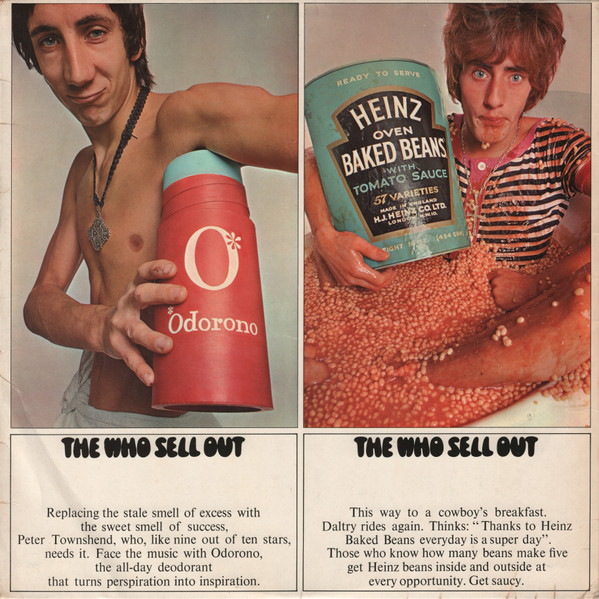 O*
*Odorono
READY TO SERVE
HEINZ
OVEN
BAKED BEANS
WITH
TOMATO SAUCE
57 VARIETIES
MADE IN ENGLAND
H.J. HEINZ CO. LTD.
LONDON N.W.10.
THE WHO SELL OUT
Replacing the stale smell of excess with
the sweet smell of success,
Peter Townshend, who, like nine out of ten stars,
needs it. Face the music with Odorono,
the all-day deodorant
that turns perspiration into inspiration.
THE WHO SELL OUT
This way to a cowboy's breakfast.
Daltry rides again. Thinks: "Thanks to Heinz
Baked Beans everyday is a super day".
Those who know how many beans make five
get Heinz beans inside and outside at
every opportunity. Get saucy.